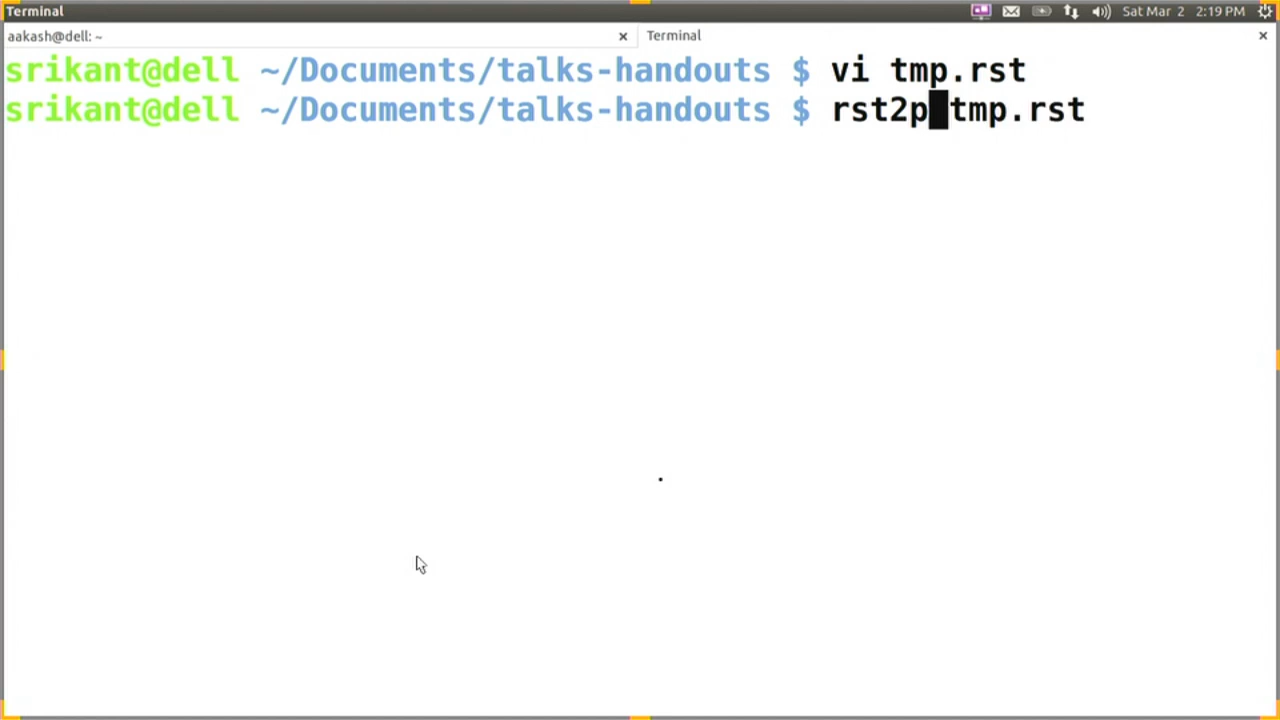 Terminal
Sat Mar 2 2:19 PM
aakash@dell: ~
Terminal
srikant@dell ~/Documents/talks-handouts $ vi tmp.rst
srikant@dell ~/Documents/talks-handouts $ rst2p tmp.rst